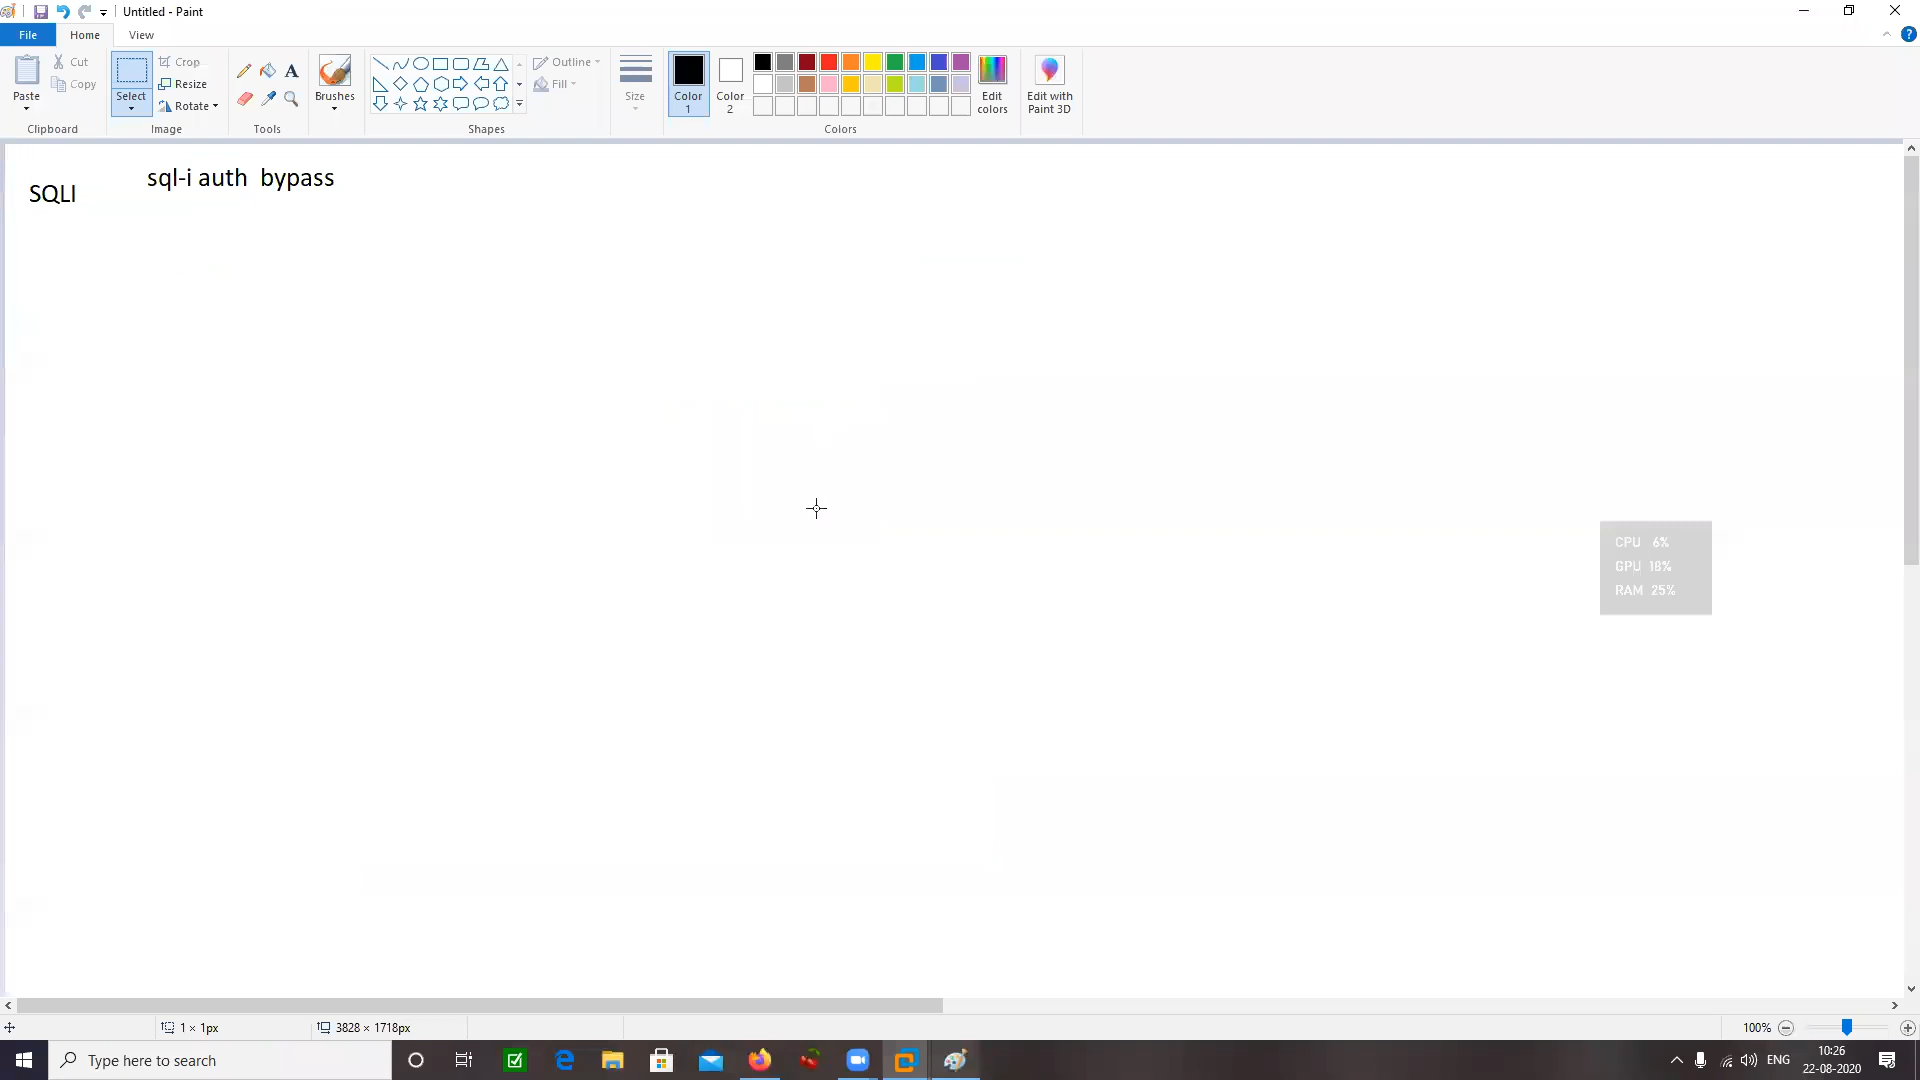 Untitled - Paint
File
Home
View
Paste
Cut
Copy
Clipboard
Select
Crop
Resize
Rotate
Image
A
Tools
Brushes
Shapes
Outline
Fill
Size
Color 1
Color 2
Colors
Edit colors
Edit with Paint 3D
?
sql-i auth  bypass
SQLI
CPU 6%
GPU 18%
RAM 25%
1 × 1px
3828 × 1718px
100%
Type here to search
ENG
10:26
22-08-2020